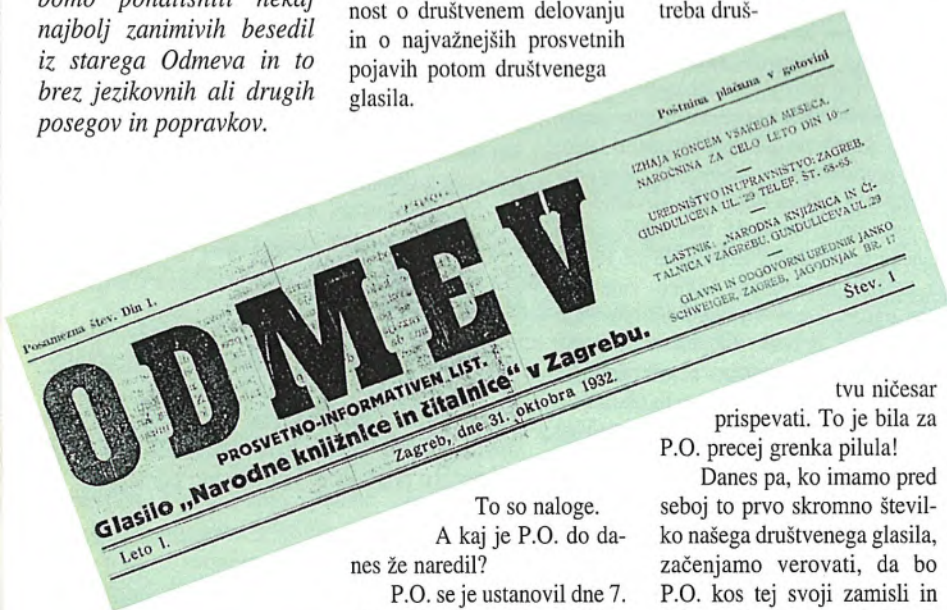 bomo ponatisnili nekaj
najbolj zanimivih besedil
iz starega Odmeva in to
brez jezikovnih ali drugih
posegov in popravkov.
nost o društvenem delovanju
in o najvažnejših prosvetnih
pojavih potom društvenega
glasila.
treba druš-
Posamezna štev. Din 1.
Poštnina plačana v gotovini
ODMEV
PROSVETNO-INFORMATIVEN LIST.
Glasilo „Narodne knjižnice in čitalnice“ v Zagrebu.
IZHAJA KONCEM VSAKEGA MESECA.
NAROČNINA ZA CELO LETO DIN 10—
UREDNIŠTVO IN UPRAVNIŠTVO: ZAGREB,
GUNDULIĆEVA UL. 29 TELEF. ŠT. 68-65.
LASTNIK: „NARODNA KNJIŽNICA IN ČI-
TALNICA V ZAGREBU, GUNDULIĆEVA UL. 29
GLAVNI IN ODGOVORNI UREDNIK JANKO
SCHWEIGER, ZAGREB, JAGODNJAK BR. 17
Leto I.
Zagreb, dne 31. oktobra 1932.
Štev. 1
To so naloge.
A kaj je P.O. do da-
nes že naredil?
P.O. se je ustanovil dne 7.
tvu ničesar
prispevati. To je bila za
P.O. precej grenka pilula!
Danes pa, ko imamo pred
seboj to prvo skromno števil-
ko našega društvenega glasila,
začenjamo verovati, da bo
P.O. kos tej svoji zamisli in